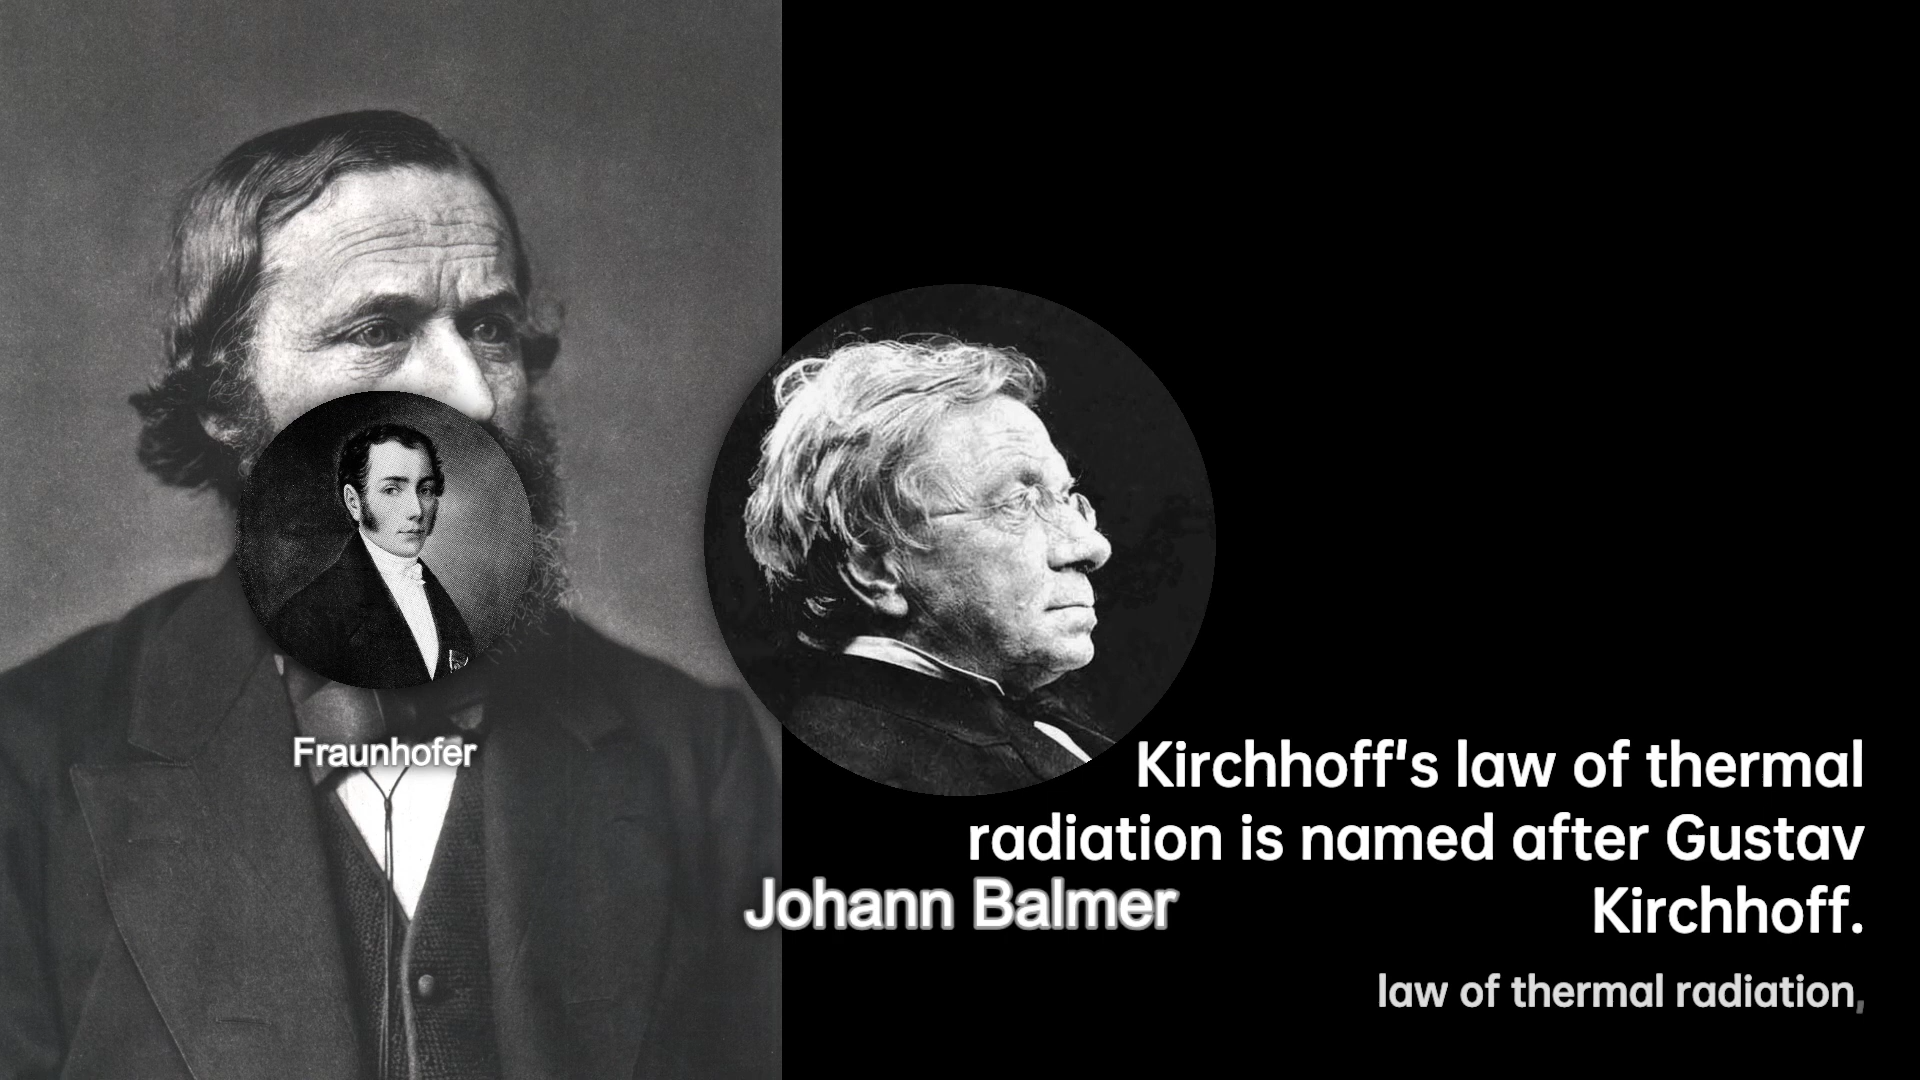 Fraunhofer
Kirchhoff's law of thermal
radiation is named after Gustav
Kirchhoff.
Johann Balmer
law of thermal radiation,